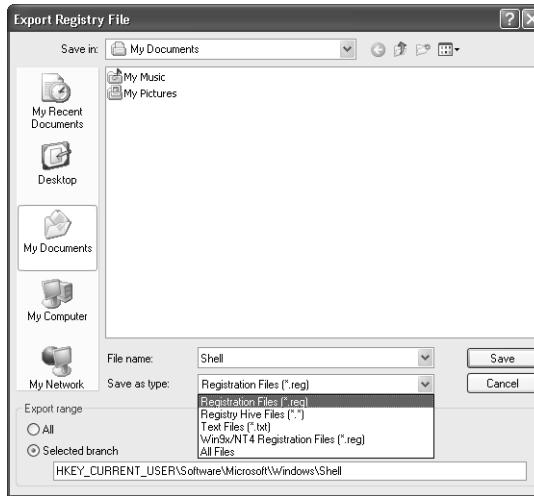 Export Registry File
Save in: My Documents
My Music
My Pictures
My Recent
Documents
Desktop
My Documents
My Computer
My Network
File name: Shell Save
Save as type: Registration Files (*.reg) Cancel
Registration Files (*.reg)
Registry Hive Files (*.*)
Text Files (*.txt)
Win9x/NT4 Registration Files (*.reg)
All Files
Export range
All
Selected branch
HKEY_CURRENT_USER\Software\Microsoft\Windows\Shell